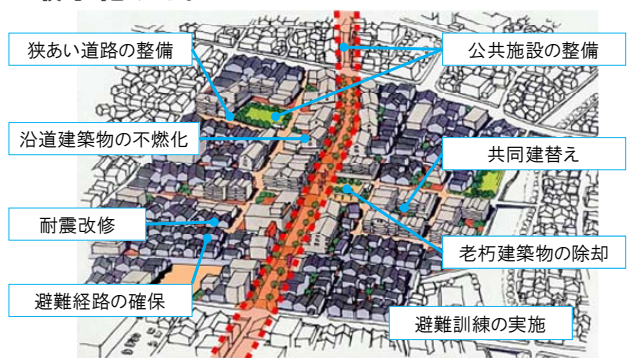 狭あい道路の整備
公共施設の整備
沿道建築物の不燃化
共同建替え
耐震改修
老朽建築物の除却
避難経路の確保
避難訓練の実施